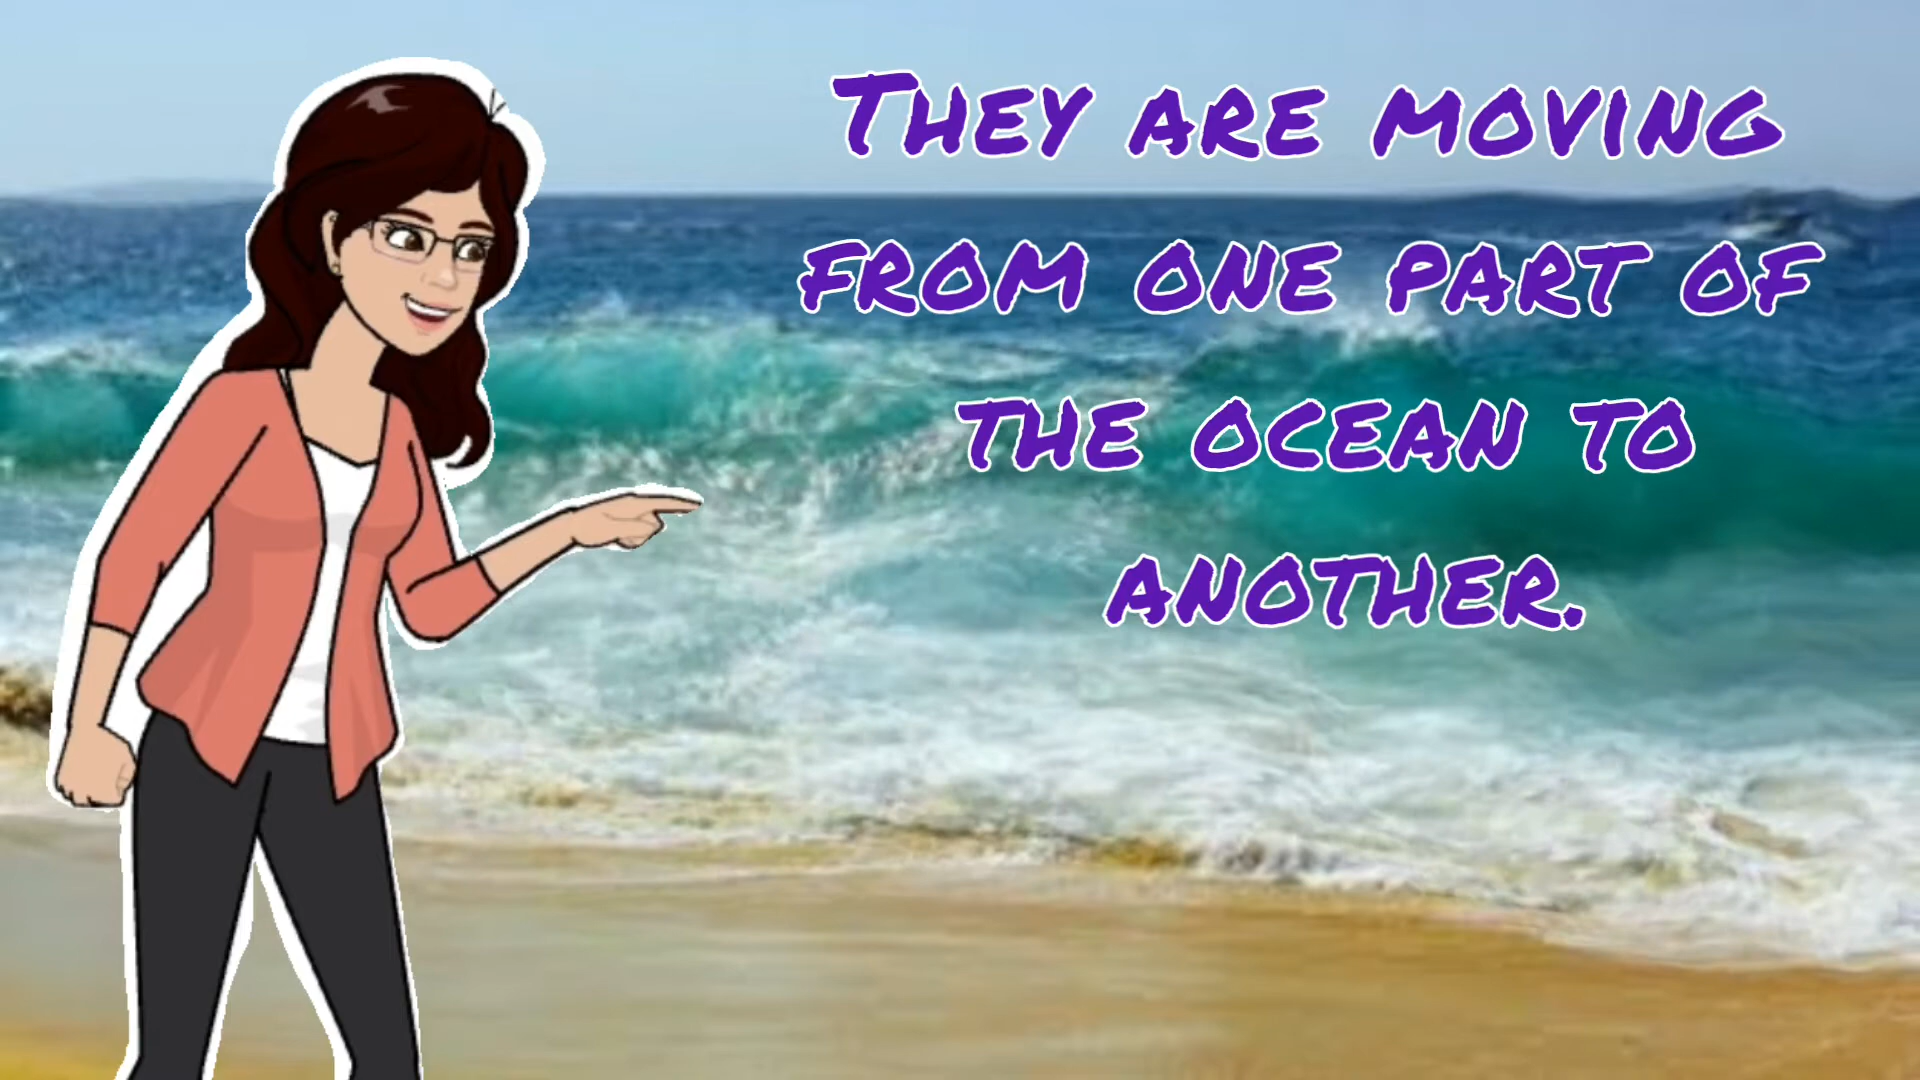 They are moving
from one part of
the ocean to
another.